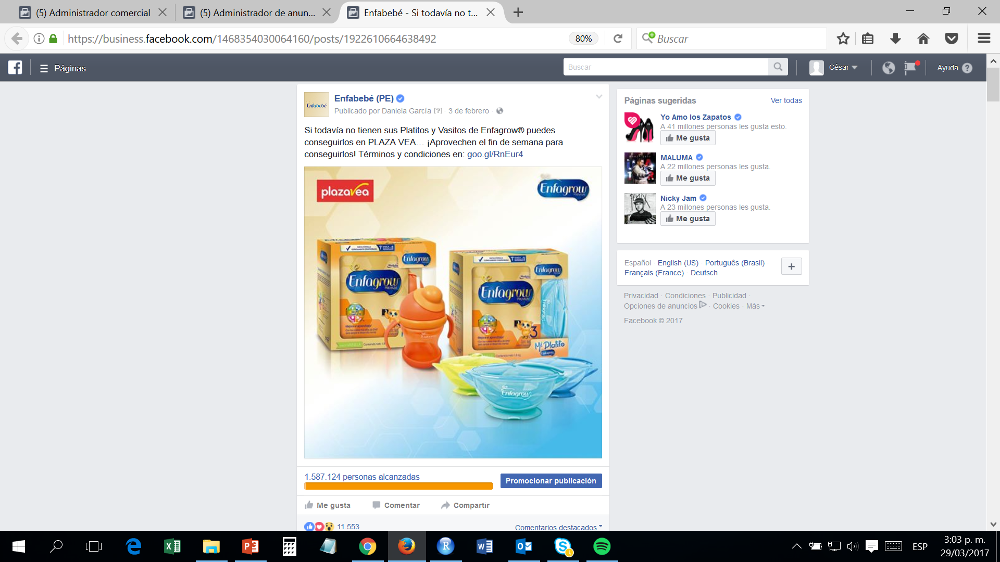 (5) Administrador comercial
(5) Administrador de anun...
Enfabebé - Si todavía no t...
https://business.facebook.com/1468354030064160/posts/1922610664638492
80%
Buscar
Páginas
Buscar
César
Ayuda
Enfabebé
Enfabebé (PE)
Publicado por Daniela García [?] · 3 de febrero ·
Si todavía no tienen sus Platitos y Vasitos de Enfagrow® puedes
conseguirlos en PLAZA VEA… ¡Aprovechen el fin de semana para
conseguirlos! Términos y condiciones en: goo.gl/RnEur4
plazavea
Enfagrow
PREMIUM
Enfagrow
Enfagrow
PREMIUM
Enfagrow
Enfagrow
PREMIUM
3
Mi Platito
Enfagrow
Enfagrow
1.587.124 personas alcanzadas
Promocionar publicación
Me gusta
Comentar
Compartir
11.553
Comentarios destacados
Páginas sugeridas
Ver todas
Yo Amo los Zapatos
A 41 millones personas les gusta esto.
Me gusta
MALUMA
A 22 millones personas les gusta.
Me gusta
Nicky Jam
A 23 millones personas les gusta.
Me gusta
Español · English (US) · Português (Brasil) ·
Français (France) · Deutsch
Privacidad · Condiciones · Publicidad ·
Opciones de anuncios · Cookies · Más
Facebook © 2017
ESP
3:03 p. m.
29/03/2017